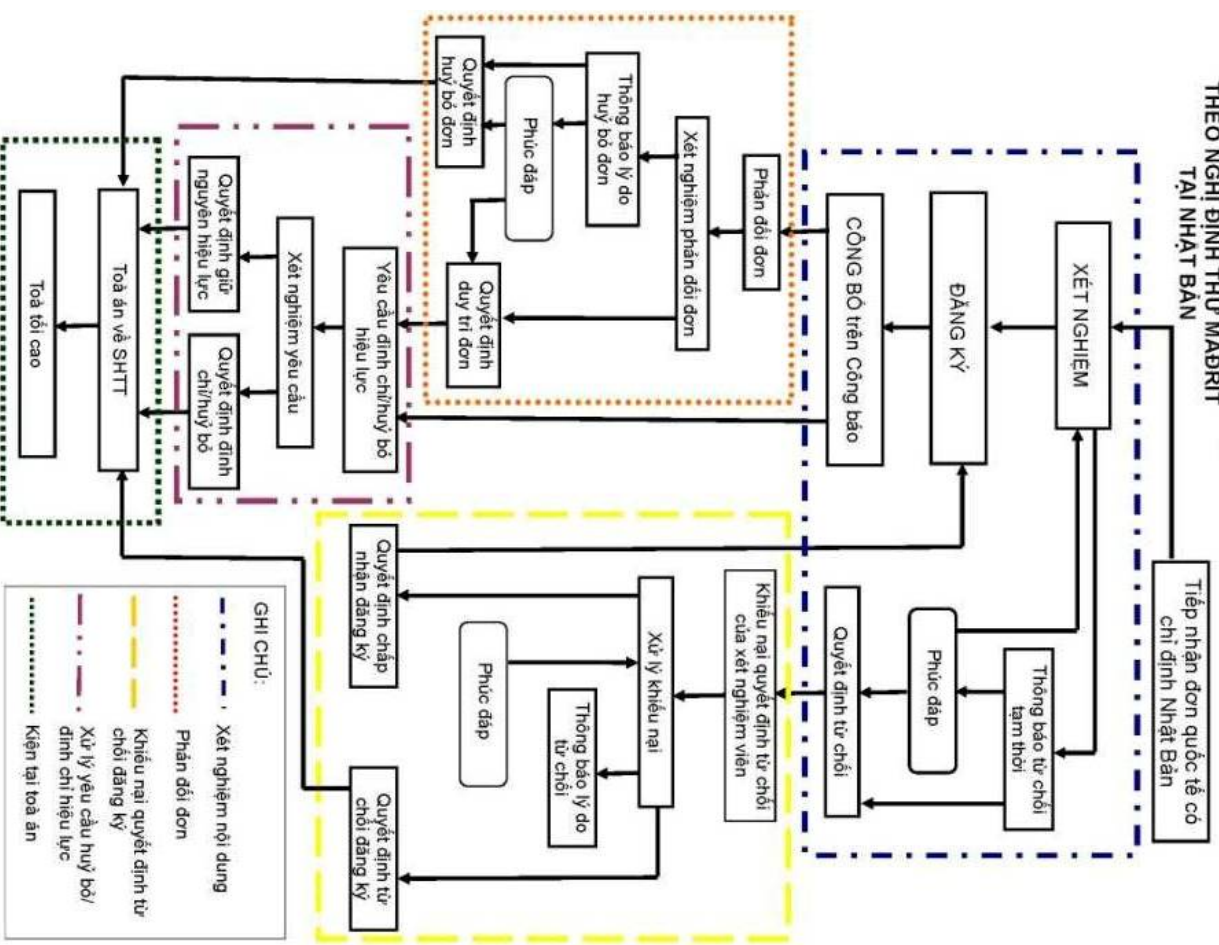 THEO NGHỊ ĐỊNH THƯ MAĐRIT
TẠI NHẬT BẢN
Tiếp nhận đơn quốc tế có
chỉ định Nhật Bản
XÉT NGHIỆM
Thông báo từ chối
tạm thời
ĐĂNG KÝ
Phúc đáp
CÔNG BỐ trên Công báo
Quyết định từ chối
Phản đối đơn
Khiếu nại quyết định từ chối
của xét nghiệm viên
Xét nghiệm phản đối đơn
Xử lý khiếu nại
Thông báo lý do
huỷ bỏ đơn
Thông báo lý do
từ chối
Phúc đáp
Phúc đáp
Quyết định
huỷ bỏ đơn
Quyết định
duy trì đơn
Quyết định chấp
nhận đăng ký
Quyết định từ
chối đăng ký
Yêu cầu đình chỉ/huỷ bỏ
hiệu lực
Xét nghiệm yêu cầu
Quyết định giữ
nguyên hiệu lực
Quyết định đình
chỉ/huỷ bỏ
Toà án về SHTT
Toà tối cao
GHI CHÚ:
Xét nghiệm nội dung
Phản đối đơn
Khiếu nại quyết định từ
chối đăng ký
Xử lý yêu cầu huỷ bỏ/
đình chỉ hiệu lực
Kiện tại toà án